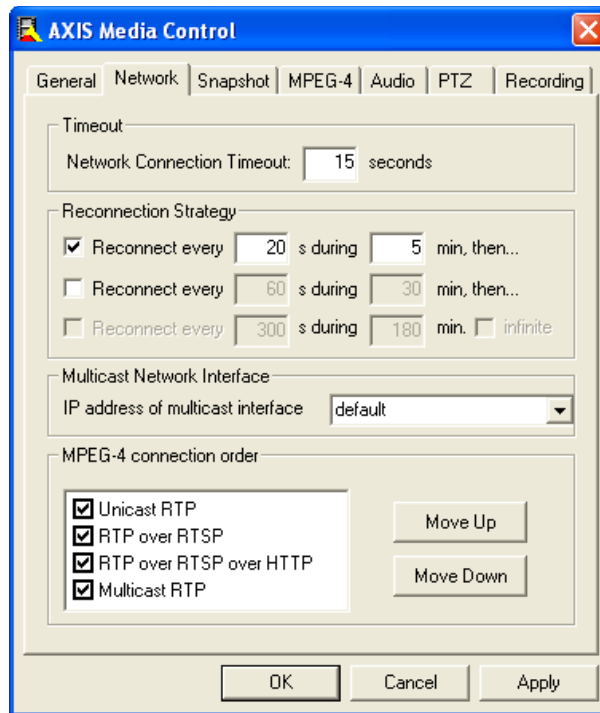 AXIS Media Control
General Network Snapshot MPEG-4 Audio PTZ Recording
Timeout
Network Connection Timeout: 15 seconds
Reconnection Strategy
Reconnect every 20 s during 5 min, then...
Reconnect every 60 s during 30 min, then...
Reconnect every 300 s during 180 min. infinite
Multicast Network Interface
IP address of multicast interface default
MPEG-4 connection order
Unicast RTP
RTP over RTSP
RTP over RTSP over HTTP
Multicast RTP
Move Up
Move Down
OK Cancel Apply